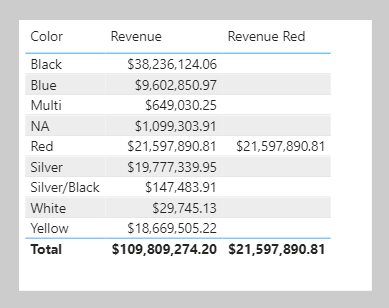 Color Revenue Revenue Red
Black $38,236,124.06
Blue $9,602,850.97
Multi $649,030.25
NA $1,099,303.91
Red $21,597,890.81 $21,597,890.81
Silver $19,777,339.95
Silver/Black $147,483.91
White $29,745.13
Yellow $18,669,505.22
Total $109,809,274.20 $21,597,890.81